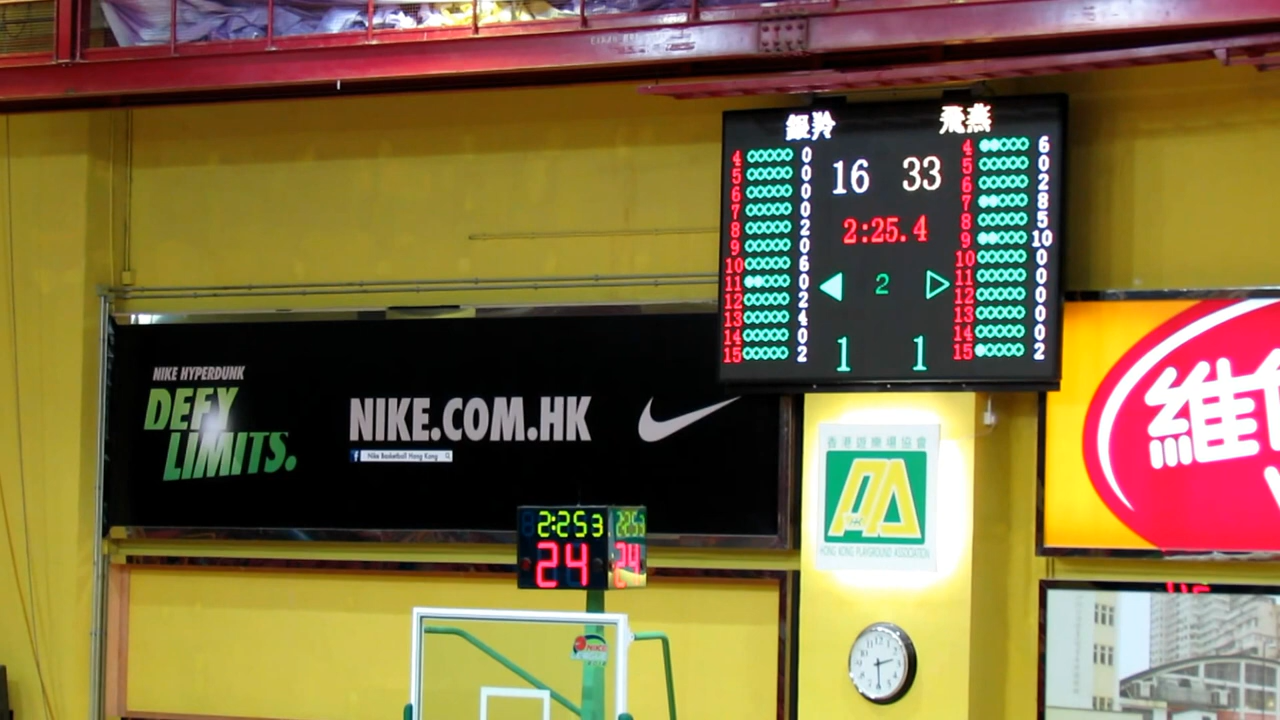 銀羚 飛燕
4 0 4 6
5 0 16 33 5 0
6 0 6 2
7 0 7 8
8 2 2:25.4 8 5
9 0 9 10
10 6 10 0
11 0 2 11 0
12 2 12 0
13 4 13 0
14 0 14 0
15 2 1 1 15 2
NIKE HYPERDUNK
DEFY
LIMITS.
NIKE.COM.HK
Nike Basketball Hong Kong
香港遊樂場協會
HONG KONG PLAYGROUND ASSOCIATION
維
2:253 2:253
24 24